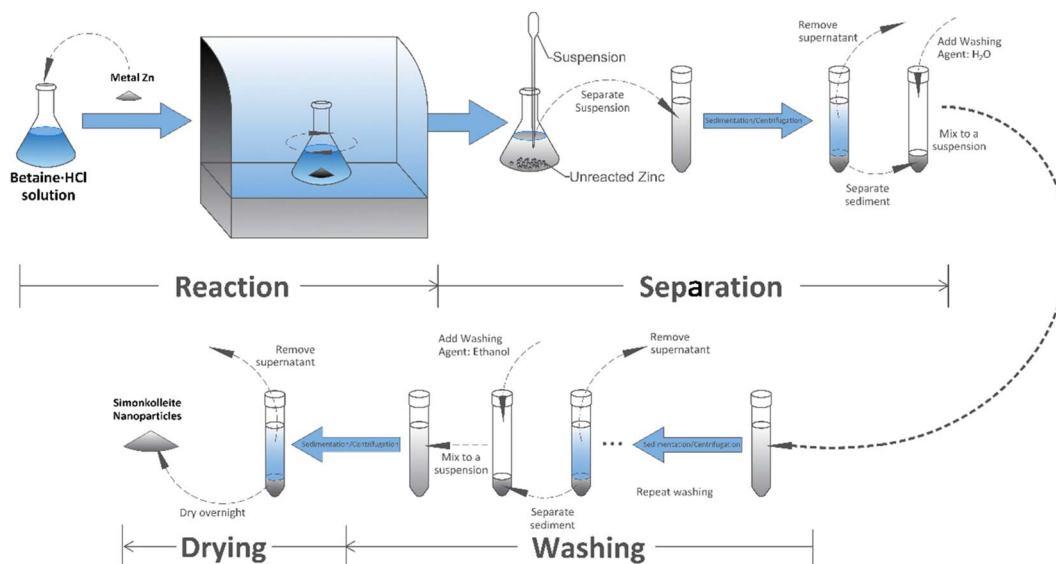 Metal Zn
Betaine·HCl
solution
Suspension
Separate
Suspension
Unreacted Zinc
Sedimentation/Centrifugation
Remove
supernatant
Add Washing
Agent: H₂O
Mix to a
suspension
Separate
sediment
Reaction
Separation
Simonkolleite
Nanoparticles
Dry overnight
Remove
supernatant
Sedimentation/Centrifugation
Mix to a
suspension
Add Washing
Agent: Ethanol
Separate
sediment
Remove
supernatant
...
Sedimentation/Centrifugation
Repeat washing
Drying
Washing